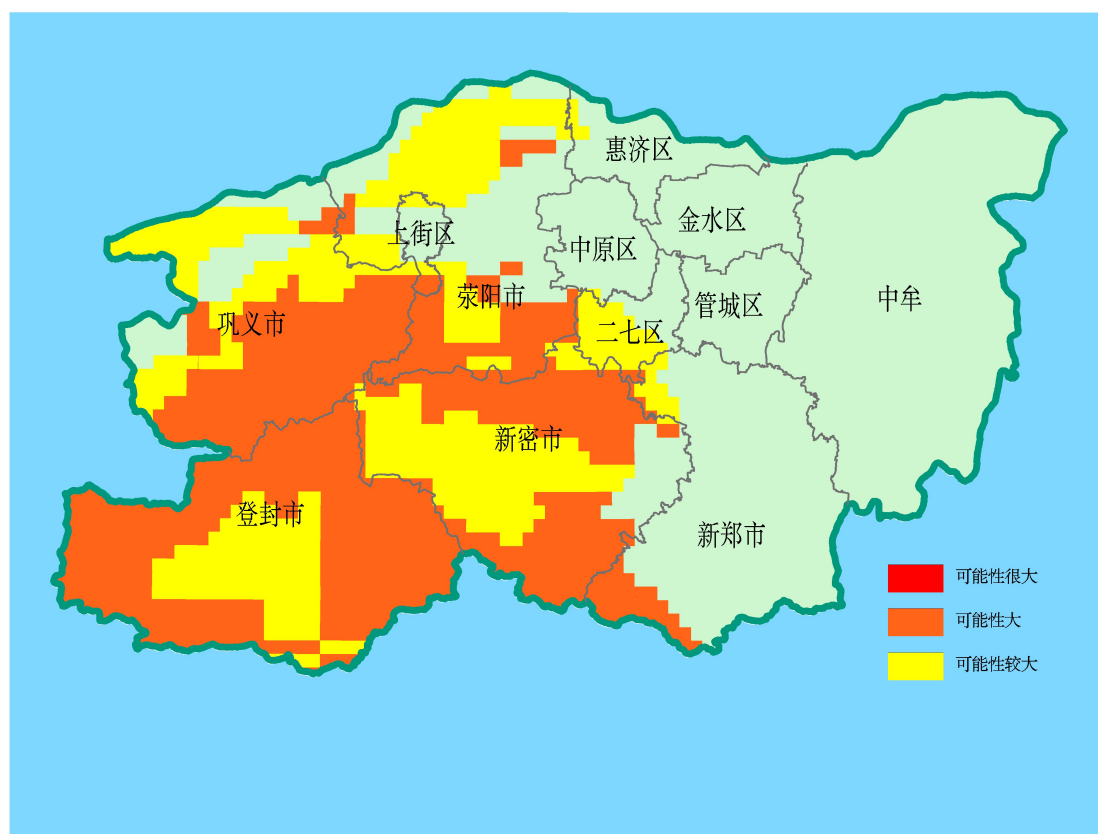 惠济区
金水区
上街区
中原区
荥阳市
管城区
中牟
巩义市
二七区
新密市
登封市
新郑市
可能性很大
可能性大
可能性较大